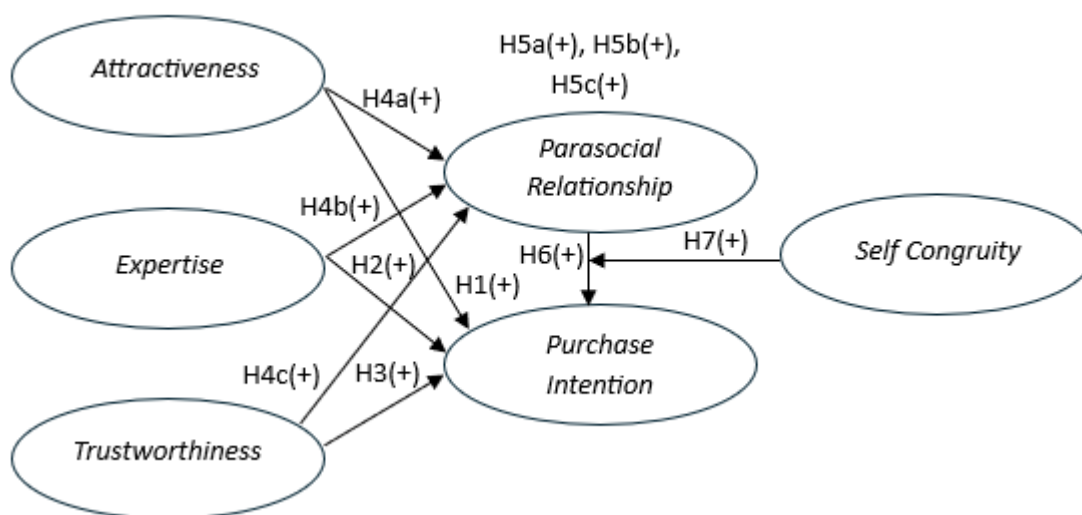 H5a(+), H5b(+),
H5c(+)
Attractiveness
H4a(+)
Parasocial
Relationship
H4b(+)
Expertise
H2(+)
H6(+)
H7(+)
Self Congruity
H1(+)
Purchase
Intention
H4c(+)
H3(+)
Trustworthiness